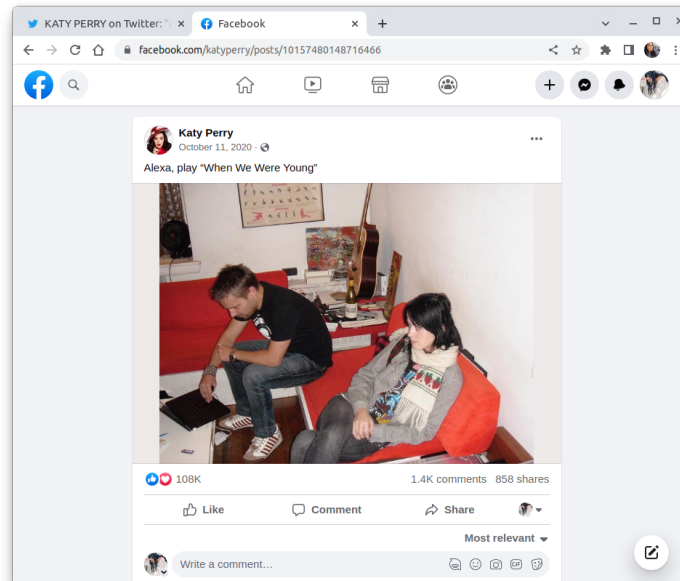 KATY PERRY on Twitter: "
Facebook
facebook.com/katyperry/posts/10157480148716466
Katy Perry
October 11, 2020
Alexa, play “When We Were Young”
108K
1.4K comments 858 shares
Like
Comment
Share
Most relevant
Write a comment…
GIF